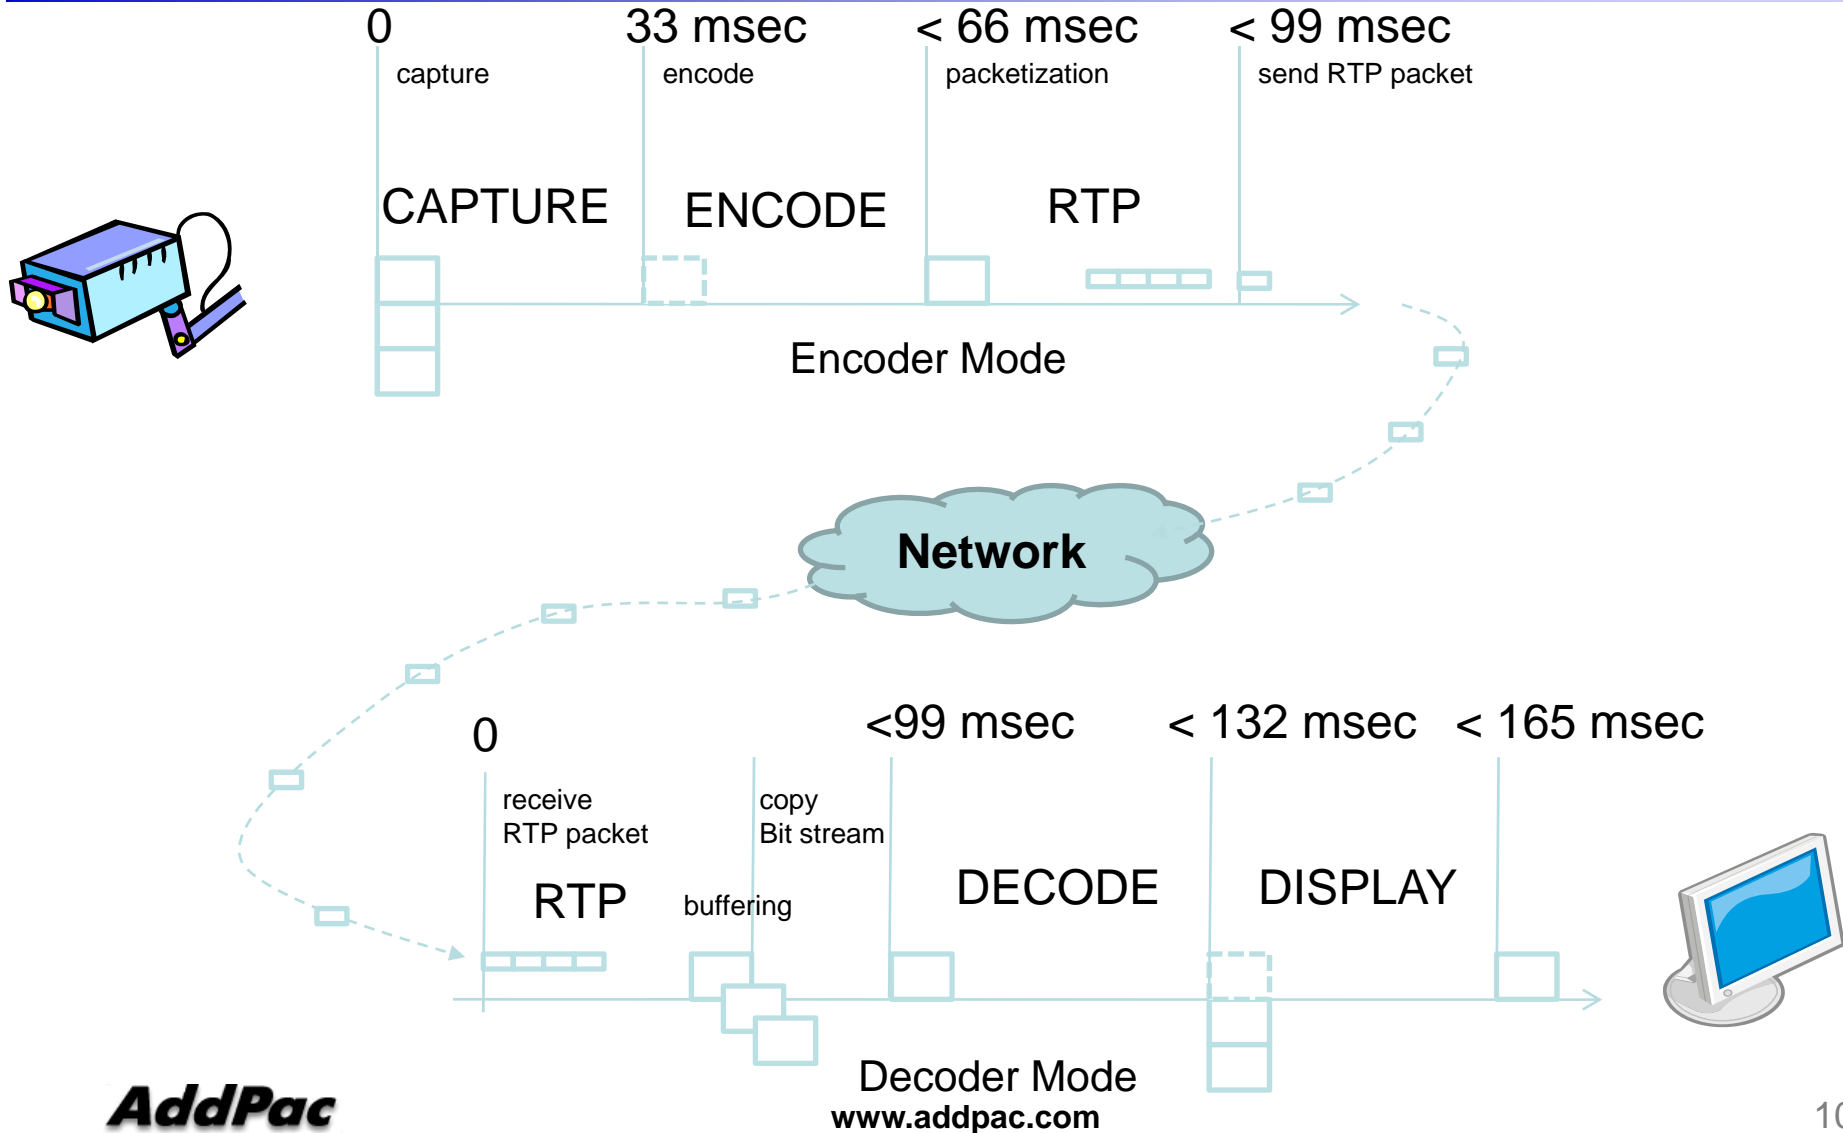 0
33 msec
< 66 msec
< 99 msec
capture
encode
packetization
send RTP packet
CAPTURE
ENCODE
RTP
Encoder Mode
Network
0
<99 msec
< 132 msec
< 165 msec
receive
RTP packet
copy
Bit stream
RTP
buffering
DECODE
DISPLAY
Decoder Mode
AddPac
www.addpac.com